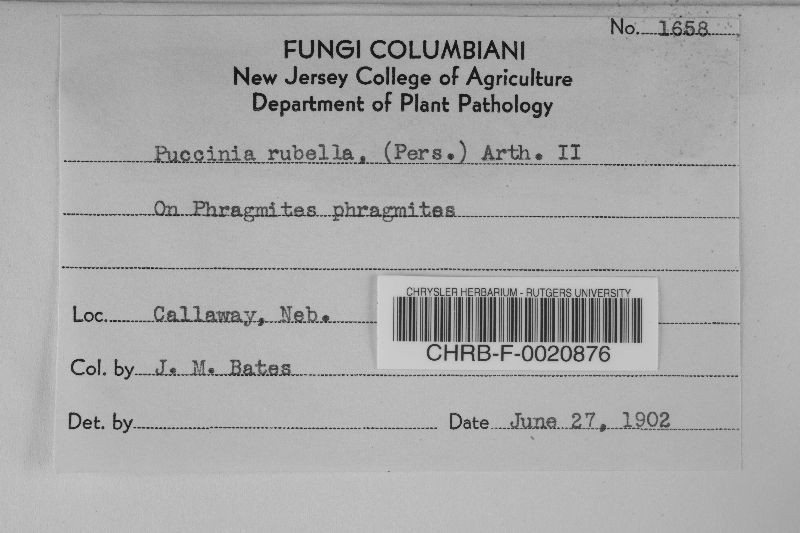 No. 1658
FUNGI COLUMBIANI
New Jersey College of Agriculture
Department of Plant Pathology
Puccinia rubella, (Pers.) Arth. II
On Phragmites phragmites
Loc. Callaway, Neb.
CHRYSLER HERBARIUM - RUTGERS UNIVERSITY
CHRB-F-0020876
Col. by J. M. Bates
Det. by
Date June 27, 1902